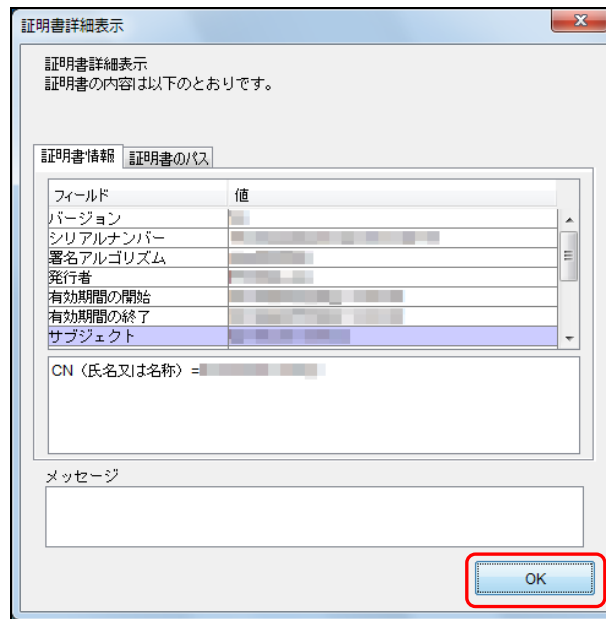 証明書詳細表示
証明書詳細表示
証明書の内容は以下のとおりです。
証明書情報 証明書のパス
フィールド 値
バージョン
シリアルナンバー
署名アルゴリズム
発行者
有効期間の開始
有効期間の終了
サブジェクト
CN（氏名又は名称）=
メッセージ
OK